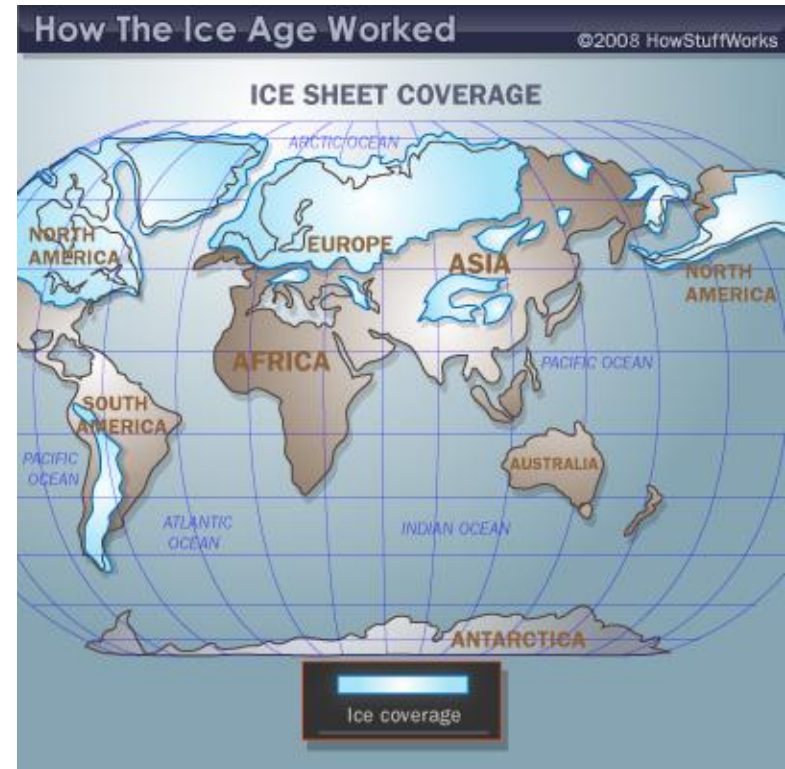 How The Ice Age Worked
©2008 HowStuffWorks
ICE SHEET COVERAGE
ARCTIC OCEAN
NORTH
AMERICA
EUROPE
ASIA
NORTH
AMERICA
AFRICA
PACIFIC OCEAN
SOUTH
AMERICA
PACIFIC
OCEAN
AUSTRALIA
ATLANTIC
OCEAN
INDIAN OCEAN
ANTARCTICA
Ice coverage